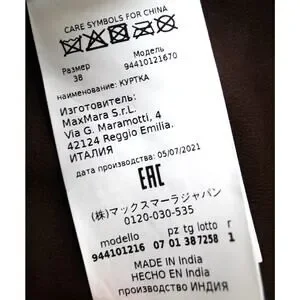 CARE SYMBOLS FOR CHINA
Размер Модель
38 94410121670
наименование: КУРТКА
Изготовитель:
MaxMara S.r.L.
Via G. Maramotti, 4
42124 Reggio Emilia.
ИТАЛИЯ
дата производства: 05/07/2021
EAC
(株)マックスマーラジャパン
0120-030-535
modello pz tg lotto r
944101216 07 01 387258 1
MADE IN India
HECHO EN India
производство ИНДИЯ